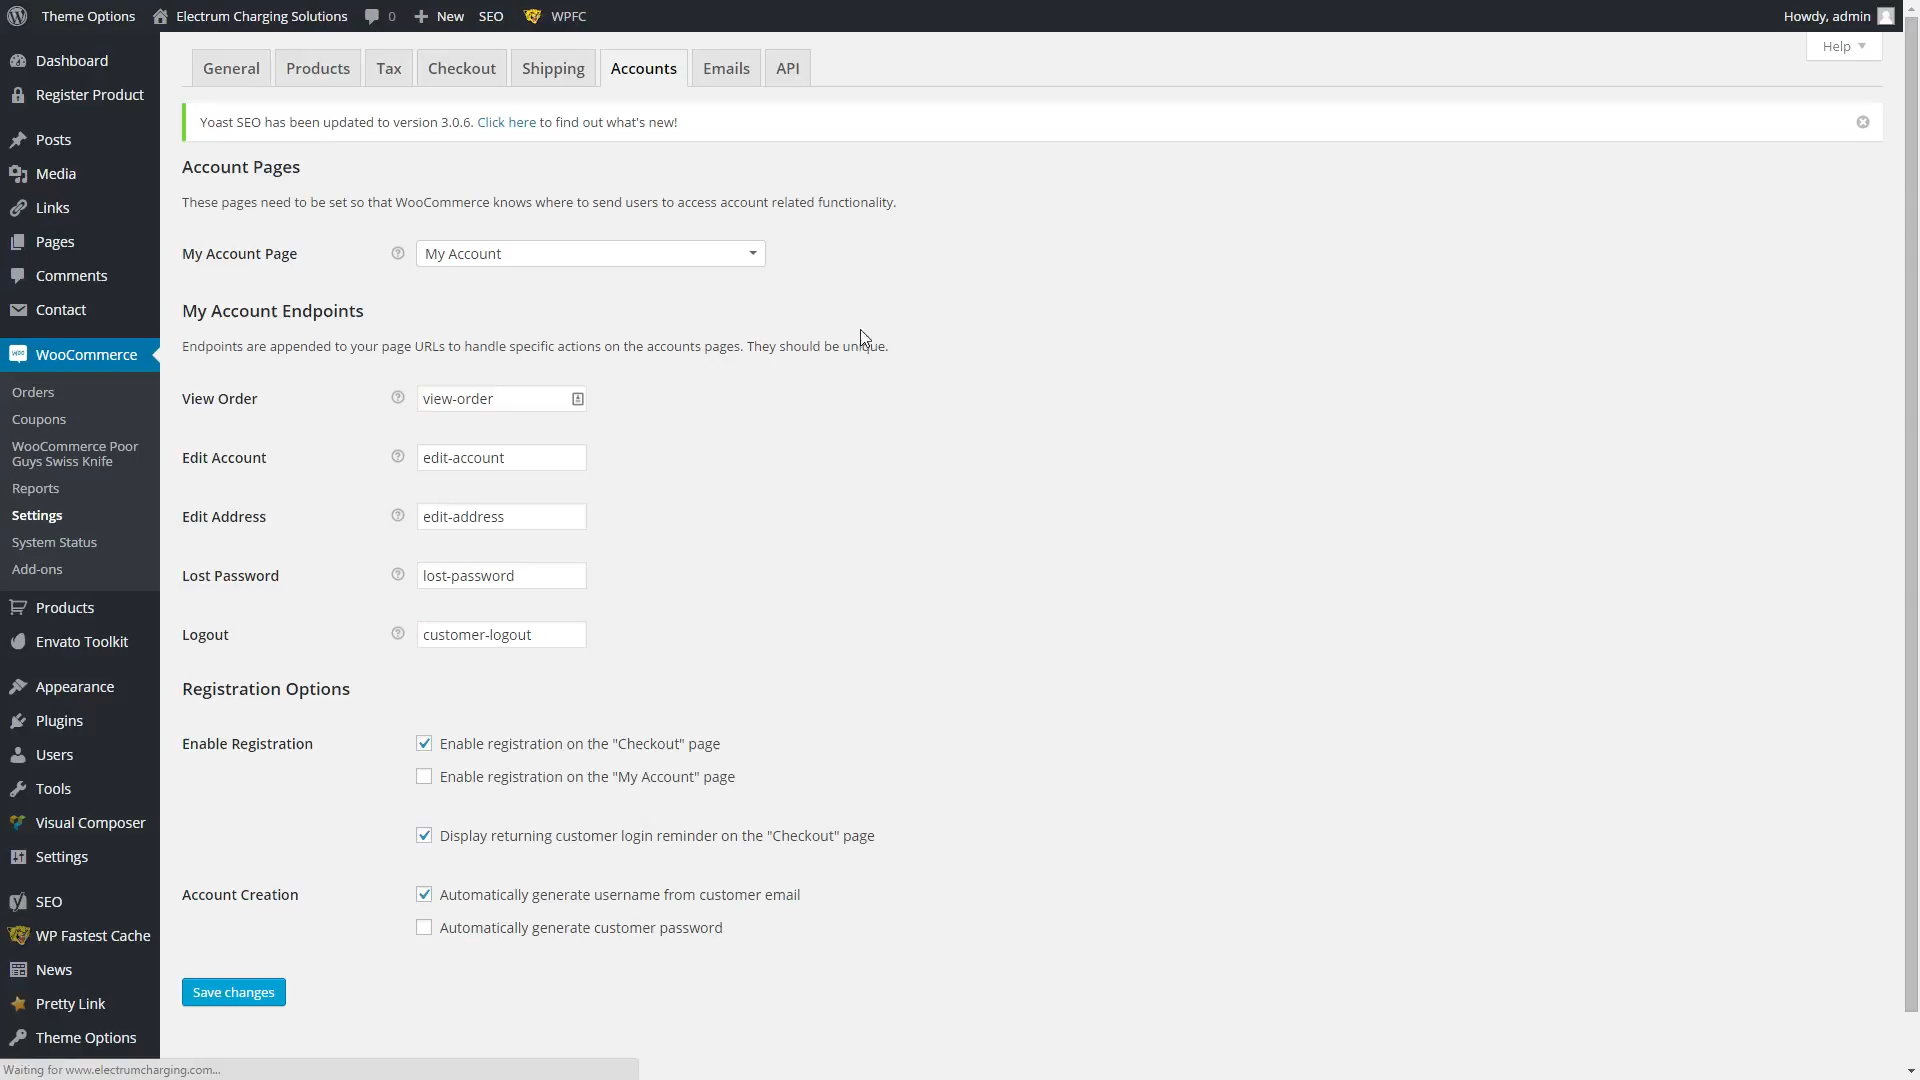 Theme Options
Electrum Charging Solutions
0
New
SEO
WPFC
Howdy, admin
Help
Dashboard
Register Product
Posts
Media
Links
Pages
Comments
Contact
WooCommerce
Orders
Coupons
WooCommerce Poor
Guys Swiss Knife
Reports
Settings
System Status
Add-ons
Products
Envato Toolkit
Appearance
Plugins
Users
Tools
Visual Composer
Settings
SEO
WP Fastest Cache
News
Pretty Link
Theme Options
General
Products
Tax
Checkout
Shipping
Accounts
Emails
API
Yoast SEO has been updated to version 3.0.6. Click here to find out what's new!
Account Pages
These pages need to be set so that WooCommerce knows where to send users to access account related functionality.
My Account Page
My Account
My Account Endpoints
Endpoints are appended to your page URLs to handle specific actions on the accounts pages. They should be unique.
View Order
view-order
Edit Account
edit-account
Edit Address
edit-address
Lost Password
lost-password
Logout
customer-logout
Registration Options
Enable Registration
Enable registration on the "Checkout" page
Enable registration on the "My Account" page
Display returning customer login reminder on the "Checkout" page
Account Creation
Automatically generate username from customer email
Automatically generate customer password
Save changes
Waiting for www.electrumcharging.com...